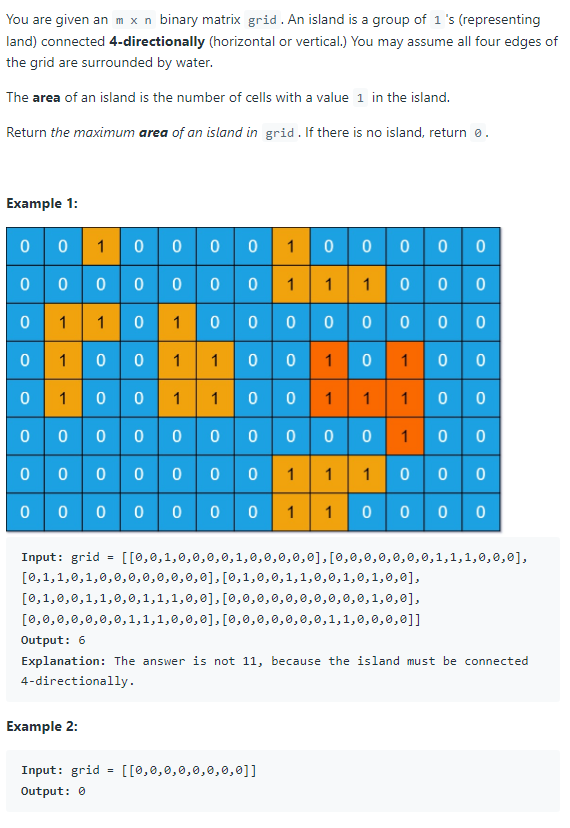 You are given an m x n binary matrix grid. An island is a group of 1's (representing
land) connected 4-directionally (horizontal or vertical.) You may assume all four edges of
the grid are surrounded by water.
The area of an island is the number of cells with a value 1 in the island.
Return the maximum area of an island in grid. If there is no island, return 0.
Example 1:
0 0 1 0 0 0 0 1 0 0 0 0 0
0 0 0 0 0 0 0 1 1 1 0 0 0
0 1 1 0 1 0 0 0 0 0 0 0 0
0 1 0 0 1 1 0 0 1 0 1 0 0
0 1 0 0 1 1 0 0 1 1 1 0 0
0 0 0 0 0 0 0 0 0 0 1 0 0
0 0 0 0 0 0 0 1 1 1 0 0 0
0 0 0 0 0 0 0 1 1 0 0 0 0
Input: grid = [[0,0,1,0,0,0,0,1,0,0,0,0,0],[0,0,0,0,0,0,0,1,1,1,0,0,0],
[0,1,1,0,1,0,0,0,0,0,0,0,0],[0,1,0,0,1,1,0,0,1,0,1,0,0],
[0,1,0,0,1,1,0,0,1,1,1,0,0],[0,0,0,0,0,0,0,0,0,0,1,0,0],
[0,0,0,0,0,0,0,1,1,1,0,0,0],[0,0,0,0,0,0,0,1,1,0,0,0,0]]
Output: 6
Explanation: The answer is not 11, because the island must be connected
4-directionally.
Example 2:
Input: grid = [[0,0,0,0,0,0,0,0]]
Output: 0